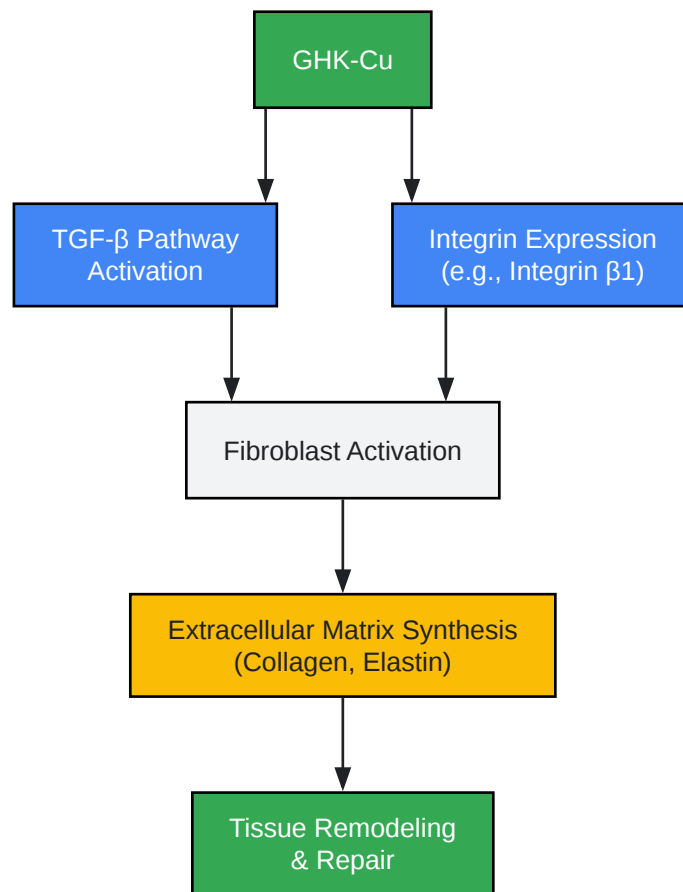 GHK-Cu
TGF-β Pathway
Activation
Integrin Expression
(e.g., Integrin β1)
Fibroblast Activation
Extracellular Matrix Synthesis
(Collagen, Elastin)
Tissue Remodeling
& Repair